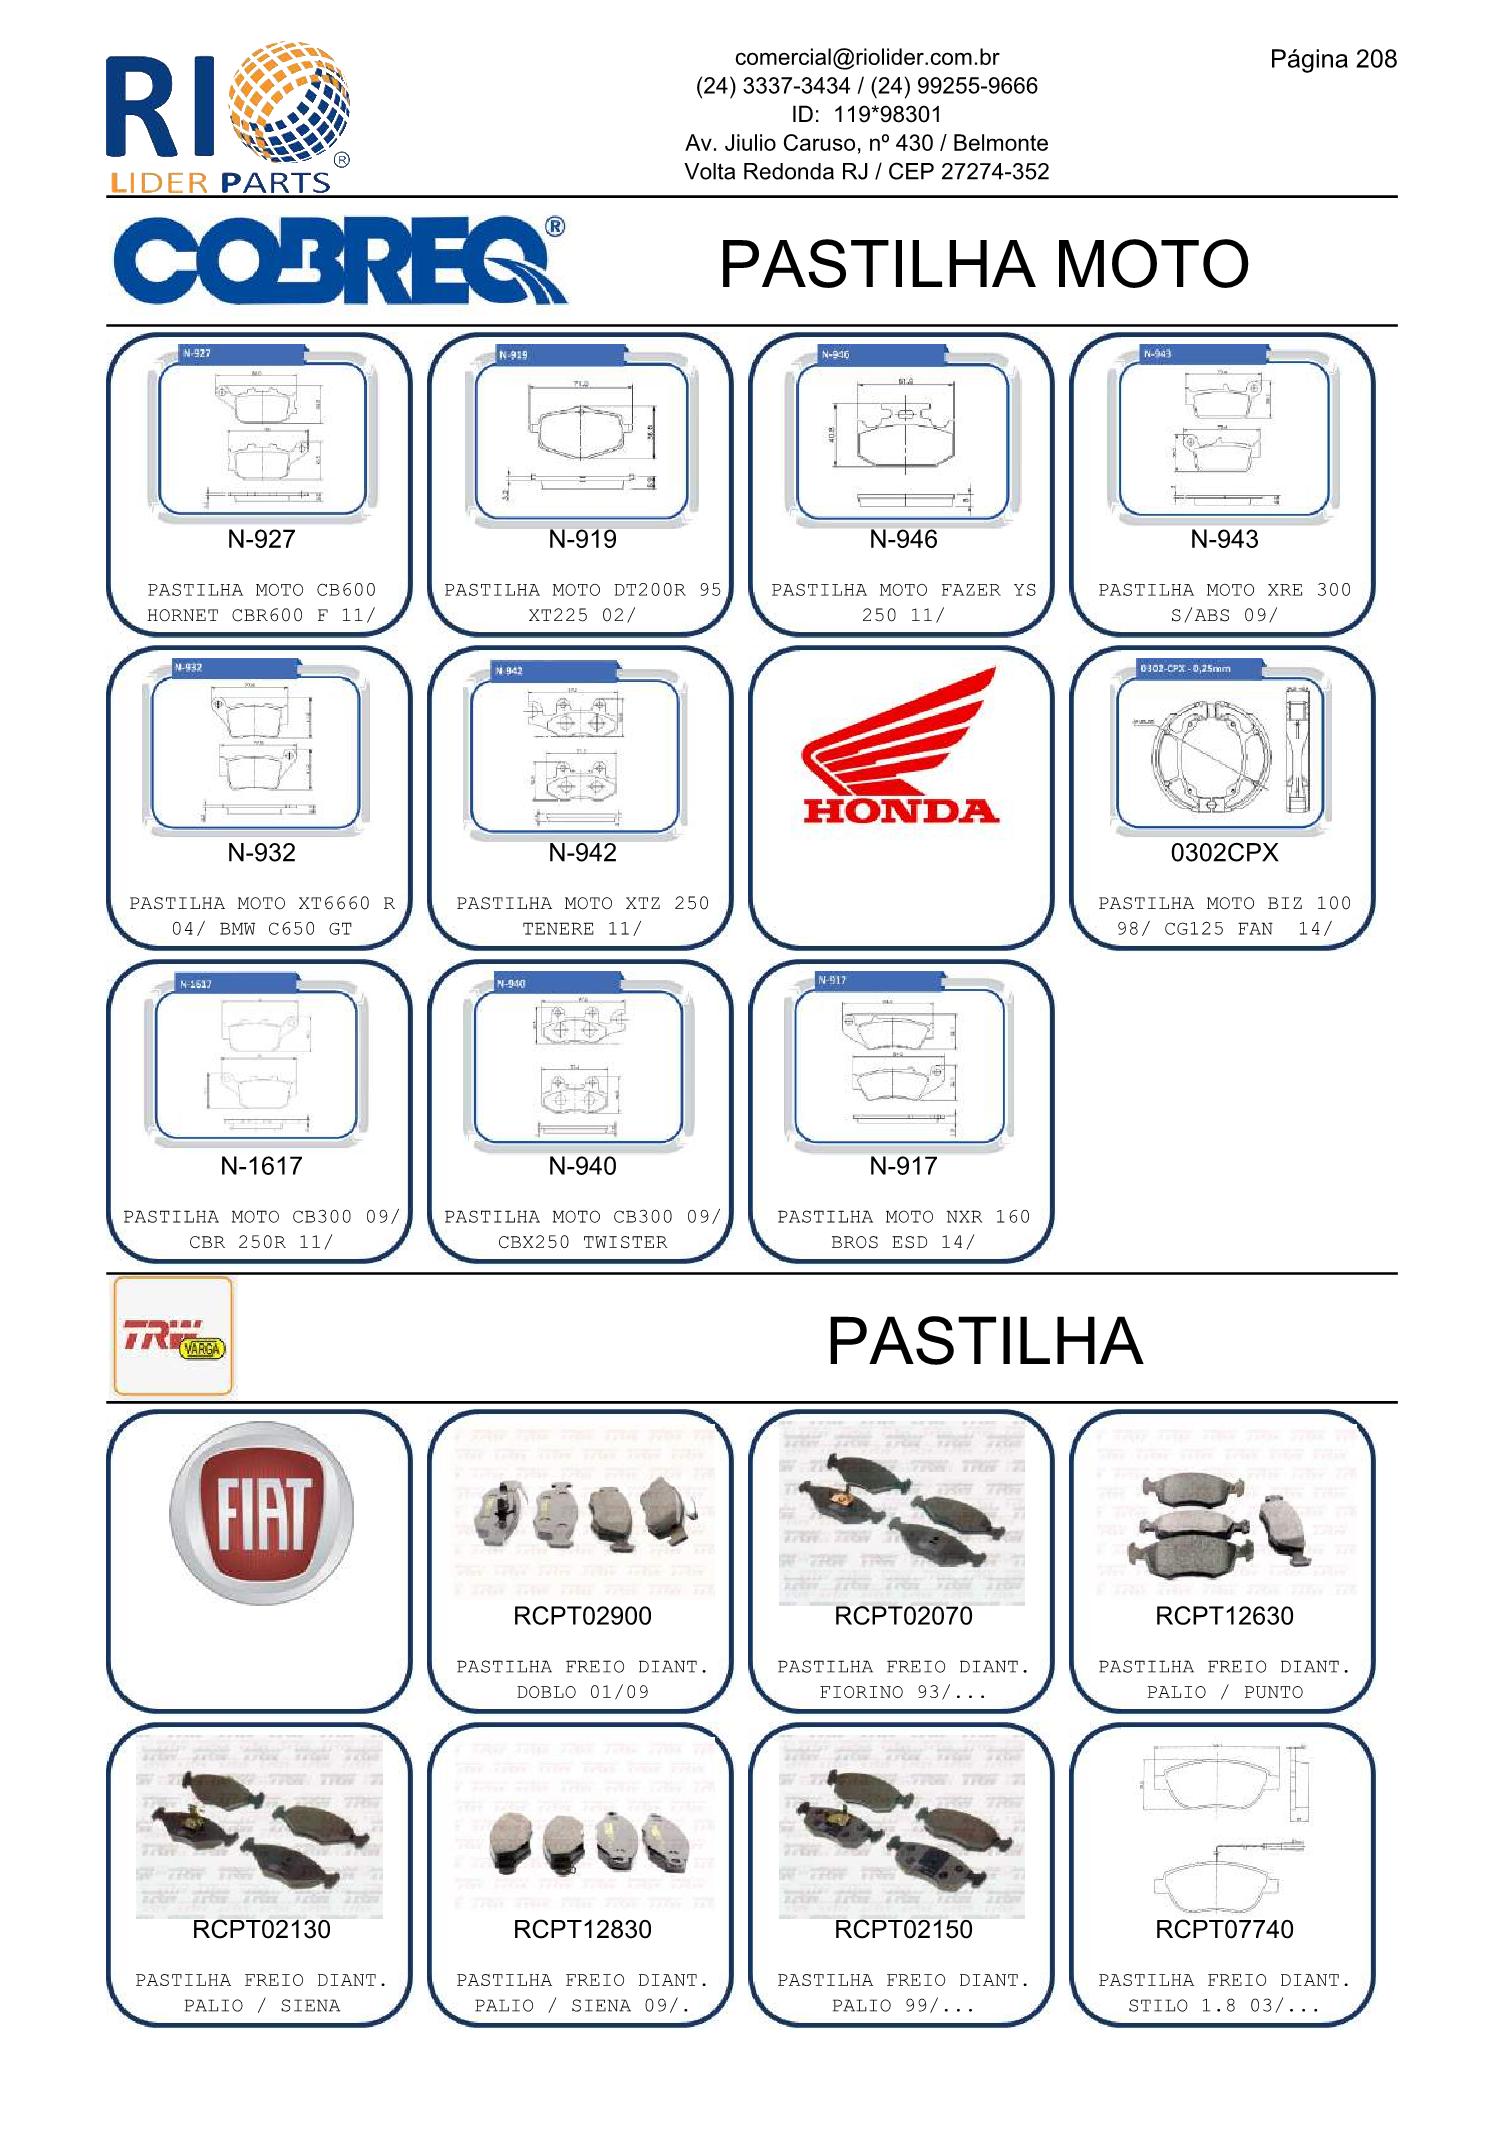 RIO
®
LIDER PARTS
comercial@riolider.com.br
(24) 3337-3434 / (24) 99255-9666
ID:  119*98301
Av. Jiulio Caruso, nº 430 / Belmonte
Volta Redonda RJ / CEP 27274-352
Página 208
COBREQ®
PASTILHA MOTO
N-927
N-927
PASTILHA MOTO CB600
HORNET CBR600 F 11/
N-919
N-919
PASTILHA MOTO DT200R 95
XT225 02/
N-946
N-946
PASTILHA MOTO FAZER YS
250 11/
N-943
N-943
PASTILHA MOTO XRE 300
S/ABS 09/
N-932
N-932
PASTILHA MOTO XT6660 R
04/ BMW C650 GT
N-942
N-942
PASTILHA MOTO XTZ 250
TENERE 11/
HONDA
0302-CPX - 0,25mm
0302CPX
PASTILHA MOTO BIZ 100
98/ CG125 FAN  14/
N-1617
N-1617
PASTILHA MOTO CB300 09/
CBR 250R 11/
N-940
N-940
PASTILHA MOTO CB300 09/
CBX250 TWISTER
N-917
N-917
PASTILHA MOTO NXR 160
BROS ESD 14/
TRW
VARGA
PASTILHA
FIAT
RCPT02900
PASTILHA FREIO DIANT.
DOBLO 01/09
RCPT02070
PASTILHA FREIO DIANT.
FIORINO 93/...
RCPT12630
PASTILHA FREIO DIANT.
PALIO / PUNTO
RCPT02130
PASTILHA FREIO DIANT.
PALIO / SIENA
RCPT12830
PASTILHA FREIO DIANT.
PALIO / SIENA 09/.
RCPT02150
PASTILHA FREIO DIANT.
PALIO 99/...
RCPT07740
PASTILHA FREIO DIANT.
STILO 1.8 03/...